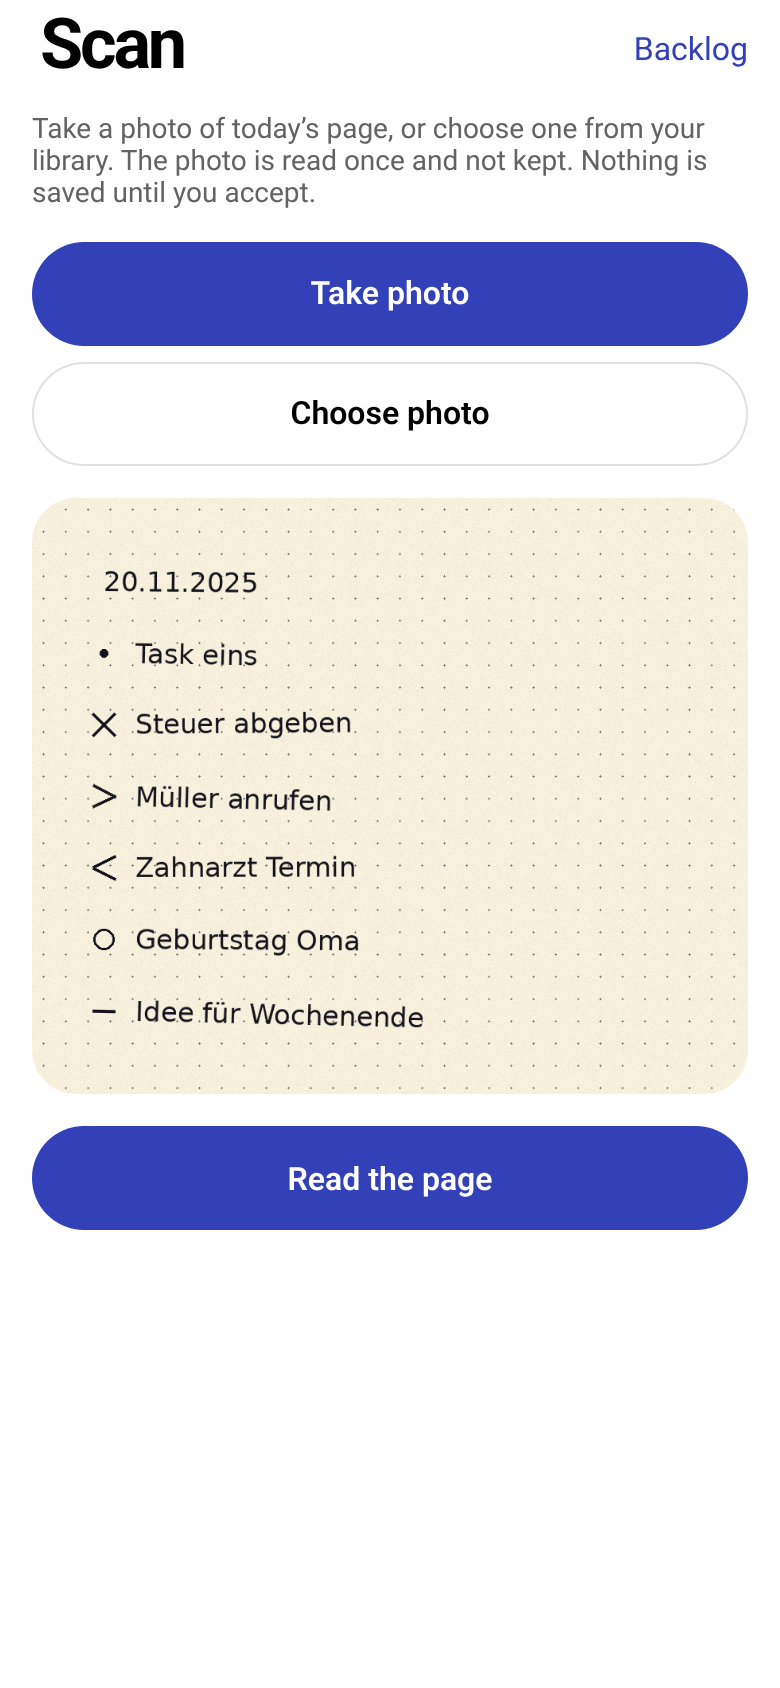 Scan
Backlog
Take a photo of today’s page, or choose one from your
library. The photo is read once and not kept. Nothing is
saved until you accept.
Take photo
Choose photo
20.11.2025
• Task eins
× Steuer abgeben
> Müller anrufen
< Zahnarzt Termin
○ Geburtstag Oma
— Idee für Wochenende
Read the page